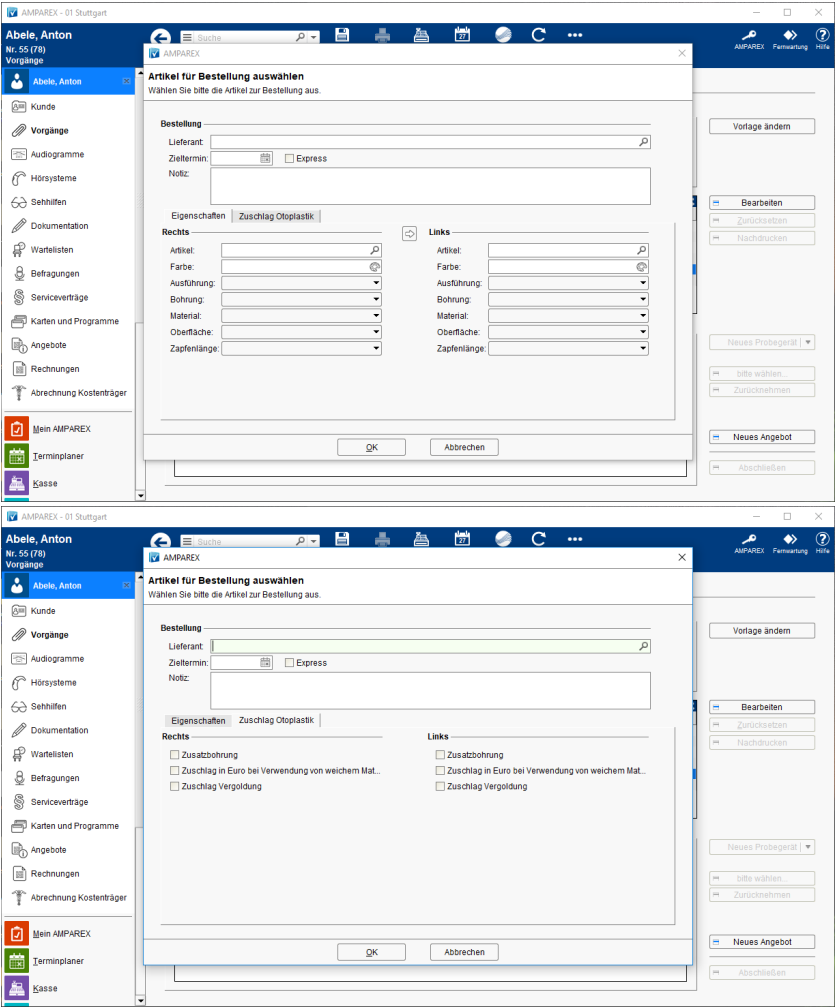 AMPAREX - 01 Stuttgart
Abele, Anton
Nr. 55 (78)
Vorgänge
Suche
27
AMPAREX
Fernwartung
Hilfe
Abele, Anton
Kunde
Vorgänge
Audiogramme
Hörsysteme
Sehhilfen
Dokumentation
Wartelisten
Befragungen
Serviceverträge
Karten und Programme
Angebote
Rechnungen
Abrechnung Kostenträger
Mein AMPAREX
Terminplaner
Kasse
AMPAREX
Artikel für Bestellung auswählen
Wählen Sie bitte die Artikel zur Bestellung aus.
Bestellung
Lieferant:
Zieltermin:
Express
Notiz:
Eigenschaften
Zuschlag Otoplastik
Rechts
Artikel:
Farbe:
Ausführung:
Bohrung:
Material:
Oberfläche:
Zapfenlänge:
Links
Artikel:
Farbe:
Ausführung:
Bohrung:
Material:
Oberfläche:
Zapfenlänge:
OK
Abbrechen
Vorlage ändern
Bearbeiten
Zurücksetzen
Nachdrucken
Neues Probegerät
bitte wählen...
Zurücknehmen
Neues Angebot
Abschließen
AMPAREX - 01 Stuttgart
Abele, Anton
Nr. 55 (78)
Vorgänge
Suche
27
AMPAREX
Fernwartung
Hilfe
Abele, Anton
Kunde
Vorgänge
Audiogramme
Hörsysteme
Sehhilfen
Dokumentation
Wartelisten
Befragungen
Serviceverträge
Karten und Programme
Angebote
Rechnungen
Abrechnung Kostenträger
Mein AMPAREX
Terminplaner
Kasse
AMPAREX
Artikel für Bestellung auswählen
Wählen Sie bitte die Artikel zur Bestellung aus.
Bestellung
Lieferant:
Zieltermin:
Express
Notiz:
Eigenschaften
Zuschlag Otoplastik
Rechts
Zusatzbohrung
Zuschlag in Euro bei Verwendung von weichem Mat...
Zuschlag Vergoldung
Links
Zusatzbohrung
Zuschlag in Euro bei Verwendung von weichem Mat...
Zuschlag Vergoldung
OK
Abbrechen
Vorlage ändern
Bearbeiten
Zurücksetzen
Nachdrucken
Neues Probegerät
bitte wählen...
Zurücknehmen
Neues Angebot
Abschließen